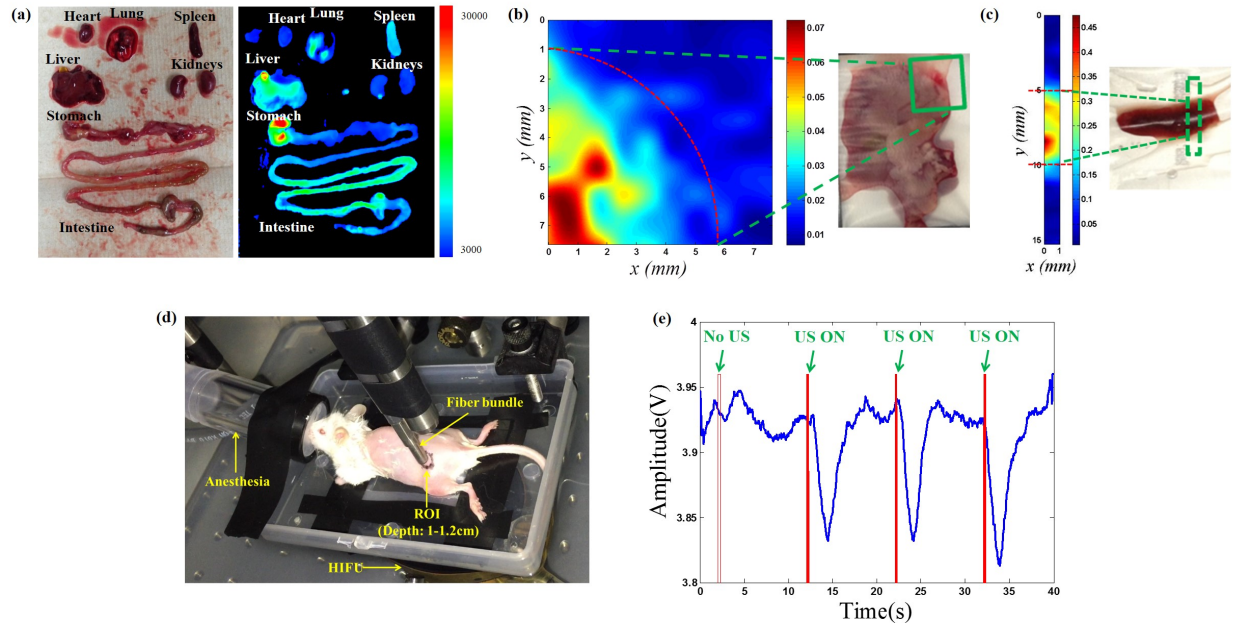 (a)
Heart
Lung
Spleen
Liver
Kidneys
Stomach
Intestine
Heart
Lung
Spleen
Liver
Kidneys
Stomach
Intestine
30000
3000
(b)
0
1
2
3
4
5
6
7
y (mm)
0 1 2 3 4 5 6 7
x (mm)
0.07
0.06
0.05
0.04
0.03
0.02
0.01
(c)
0
5
10
15
y (mm)
0 1
x (mm)
0.45
0.4
0.35
0.3
0.25
0.2
0.15
0.1
0.05
(d)
Fiber bundle
Anesthesia
ROI
(Depth: 1-1.2cm)
HIFU
(e)
No US
US ON
US ON
US ON
4
3.95
3.9
3.85
3.8
Amplitude(V)
0 5 10 15 20 25 30 35 40
Time(s)